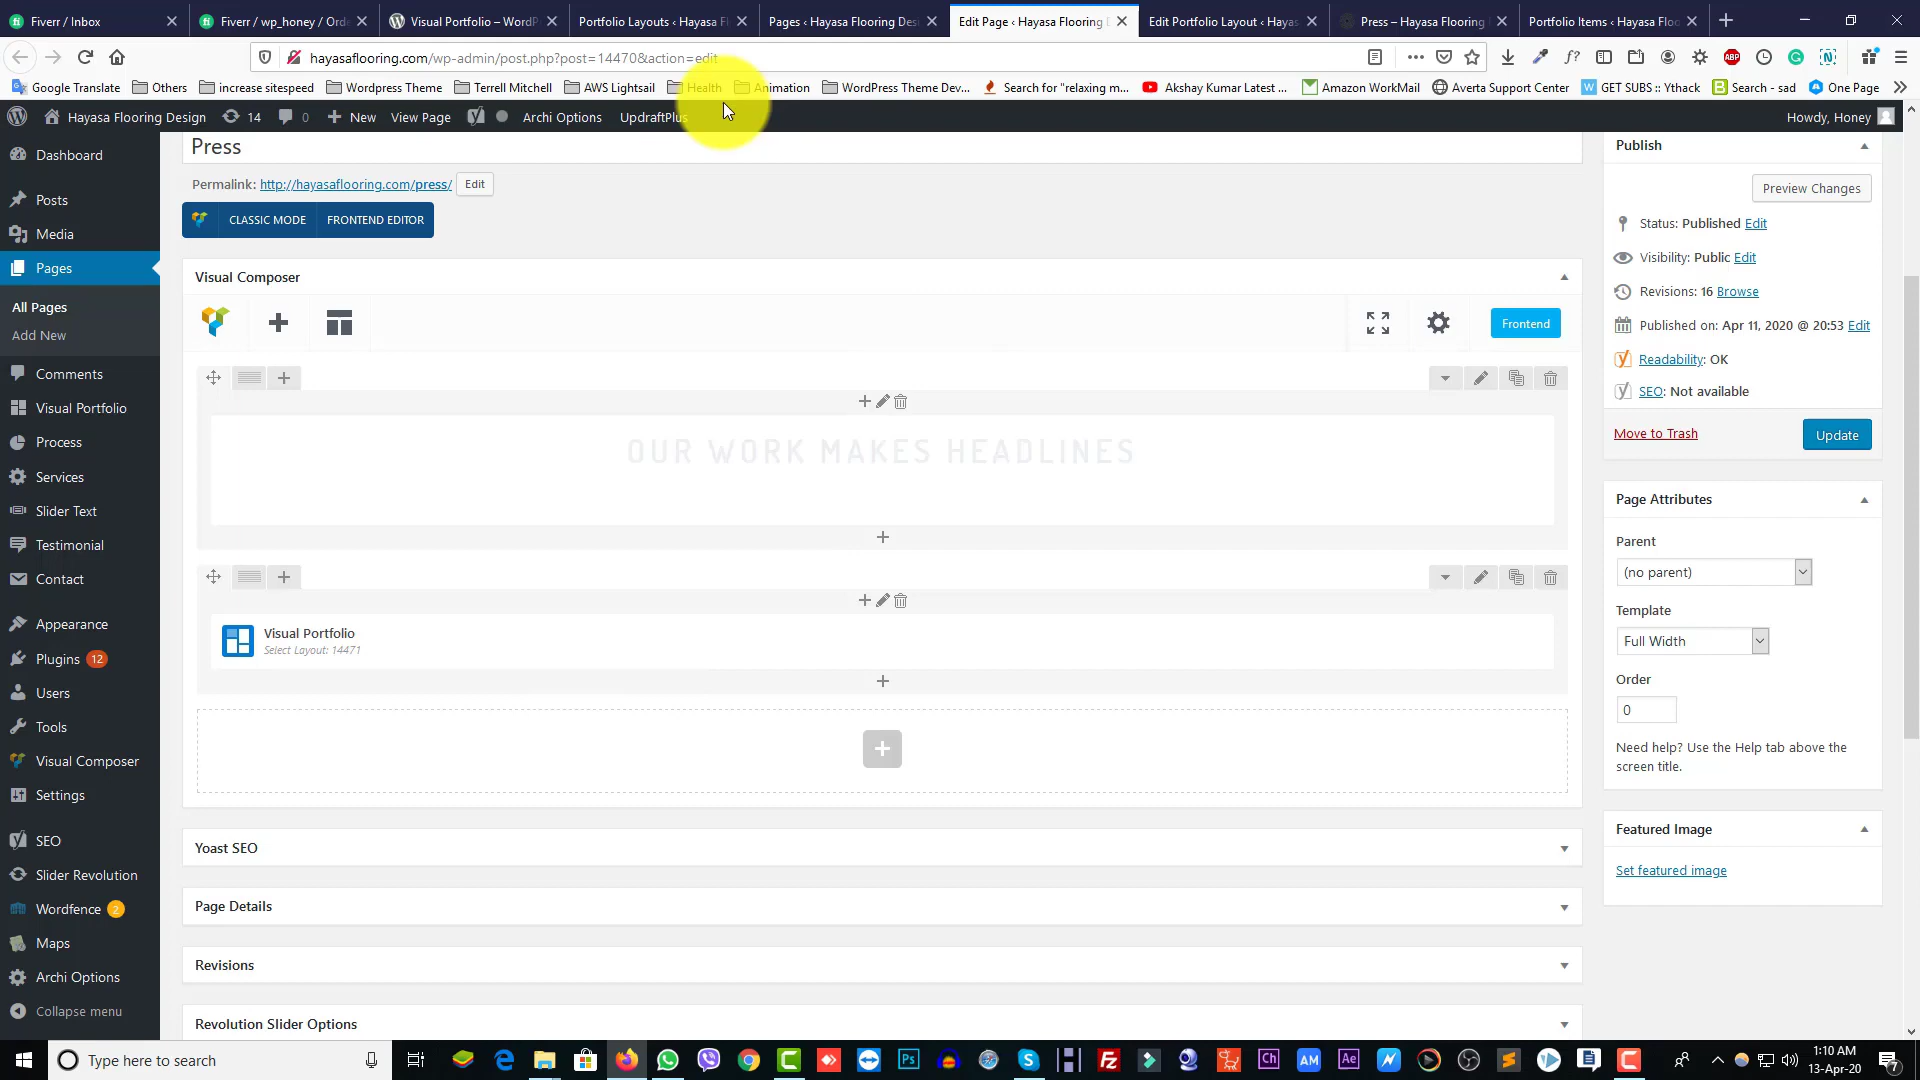 Fiverr / Inbox
Fiverr / wp_honey / Orde
Visual Portfolio – WordP
Portfolio Layouts ‹ Hayasa Fl
Pages ‹ Hayasa Flooring Des
Edit Page ‹ Hayasa Flooring D
Edit Portfolio Layout ‹ Hayas
Press – Hayasa Flooring
Portfolio Items ‹ Hayasa Floo
hayasaflooring.com/wp-admin/post.php?post=14470&action=edit
Google Translate
Others
increase sitespeed
Wordpress Theme
Terrell Mitchell
AWS Lightsail
Health
Animation
WordPress Theme Dev...
Search for "relaxing m...
Akshay Kumar Latest ...
Amazon WorkMail
Averta Support Center
GET SUBS :: Ythack
Search - sad
One Page
Hayasa Flooring Design
14
0
New
View Page
Archi Options
UpdraftPlus
Howdy, Honey
Dashboard
Posts
Media
Pages
All Pages
Add New
Comments
Visual Portfolio
Process
Services
Slider Text
Testimonial
Contact
Appearance
Plugins 12
Users
Tools
Visual Composer
Settings
SEO
Slider Revolution
Wordfence 2
Maps
Archi Options
Collapse menu
Press
Permalink: http://hayasaflooring.com/press/ Edit
CLASSIC MODE
FRONTEND EDITOR
Visual Composer
Frontend
OUR WORK MAKES HEADLINES
Visual Portfolio
Select Layout: 14471
Yoast SEO
Page Details
Revisions
Revolution Slider Options
Publish
Preview Changes
Status: Published Edit
Visibility: Public Edit
Revisions: 16 Browse
Published on: Apr 11, 2020 @ 20:53 Edit
Readability: OK
SEO: Not available
Move to Trash
Update
Page Attributes
Parent
(no parent)
Template
Full Width
Order
0
Need help? Use the Help tab above the
screen title.
Featured Image
Set featured image
Type here to search
1:10 AM
13-Apr-20
7